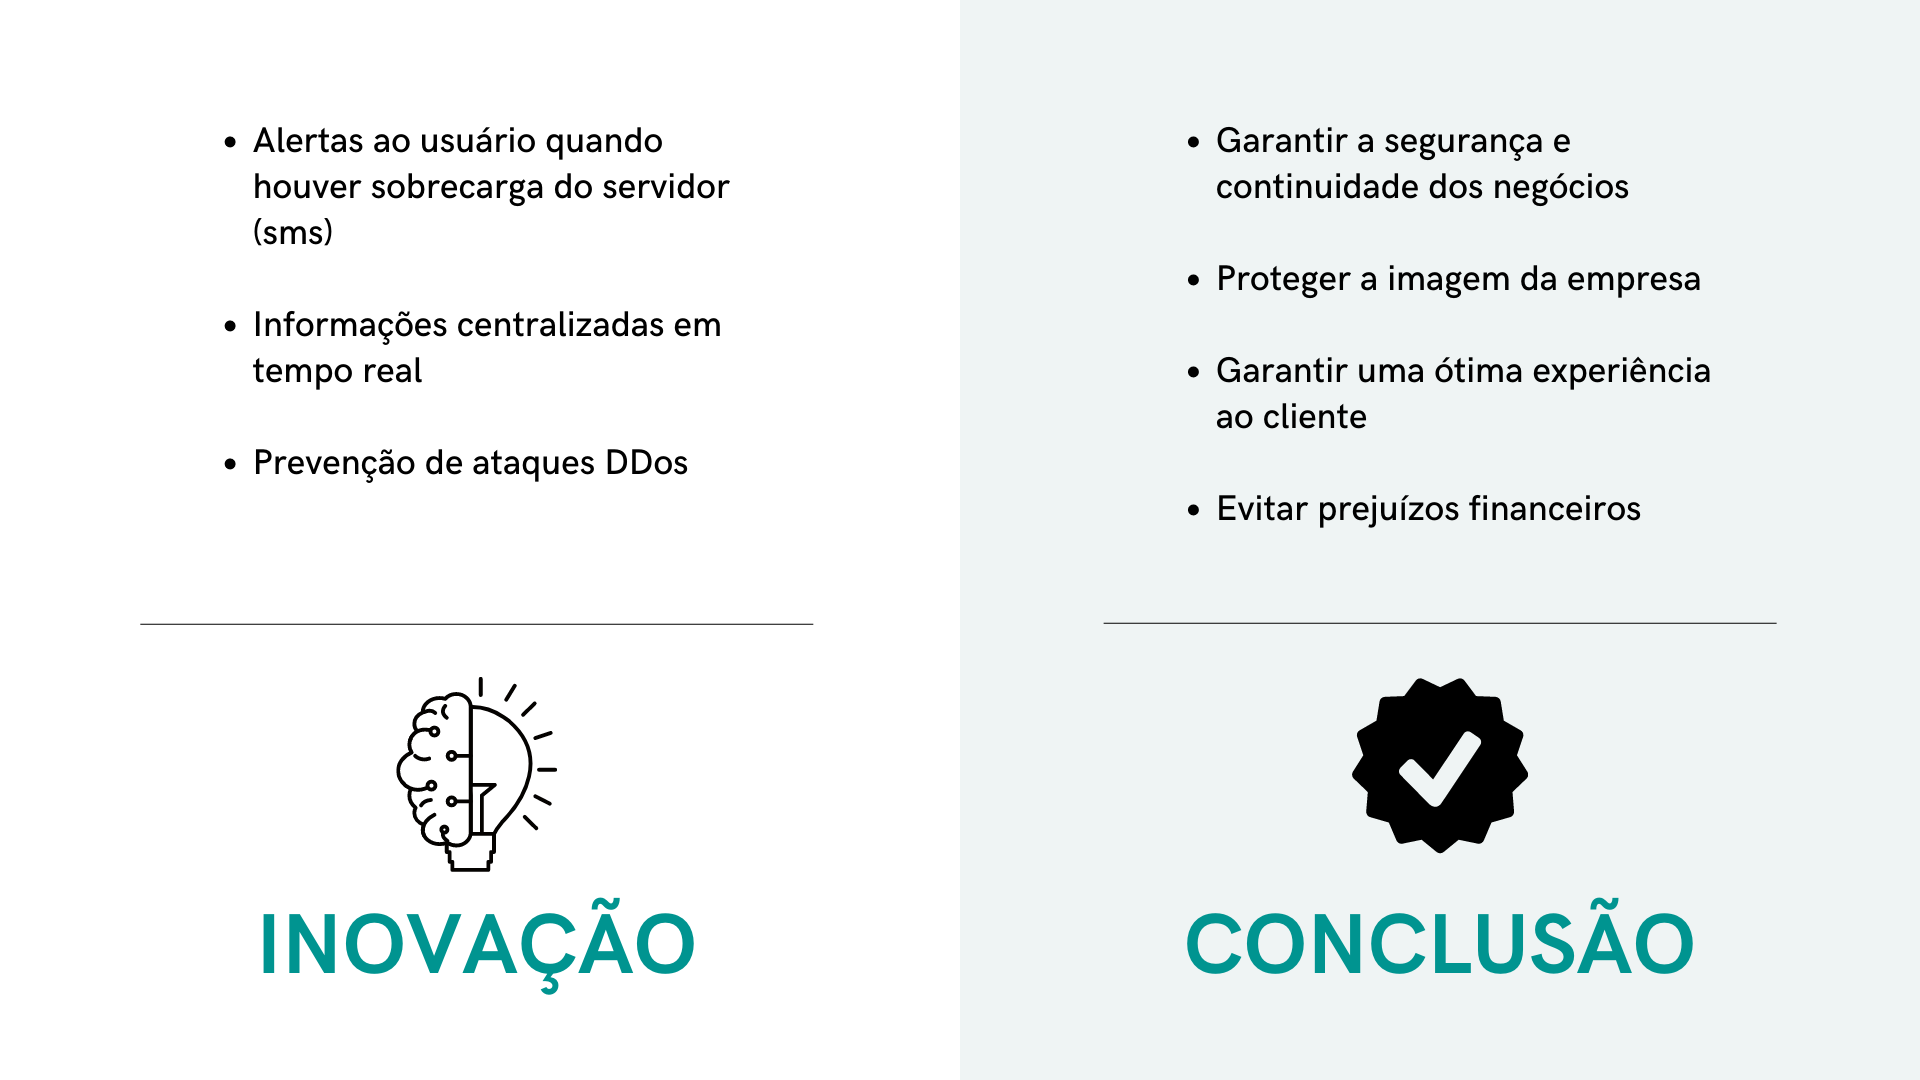 • Alertas ao usuário quando
houver sobrecarga do servidor
(sms)
• Informações centralizadas em
tempo real
• Prevenção de ataques DDos
INOVAÇÃO
• Garantir a segurança e
continuidade dos negócios
• Proteger a imagem da empresa
• Garantir uma ótima experiência
ao cliente
• Evitar prejuízos financeiros
CONCLUSÃO